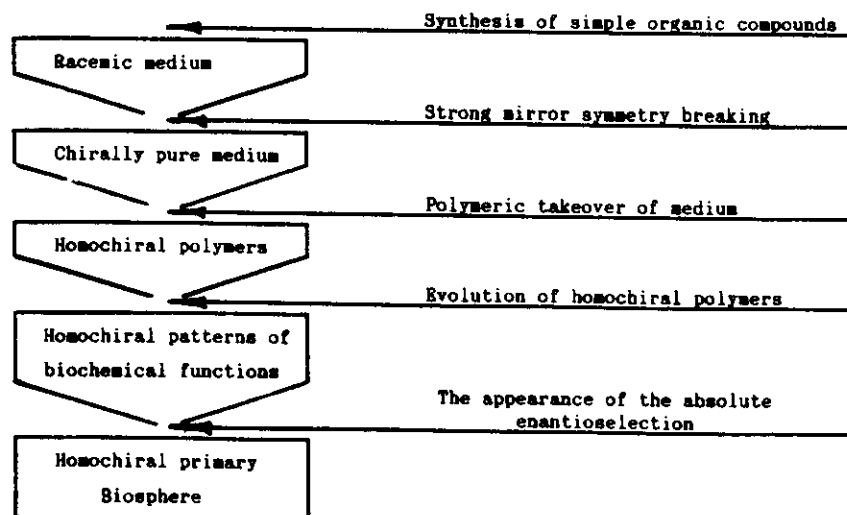 Synthesis of simple organic compounds
Racemic medium
Strong mirror symmetry breaking
Chirally pure medium
Polymeric takeover of medium
Homochiral polymers
Evolution of homochiral polymers
Homochiral patterns of
biochemical functions
The appearance of the absolute
enantioselection
Homochiral primary
Biosphere